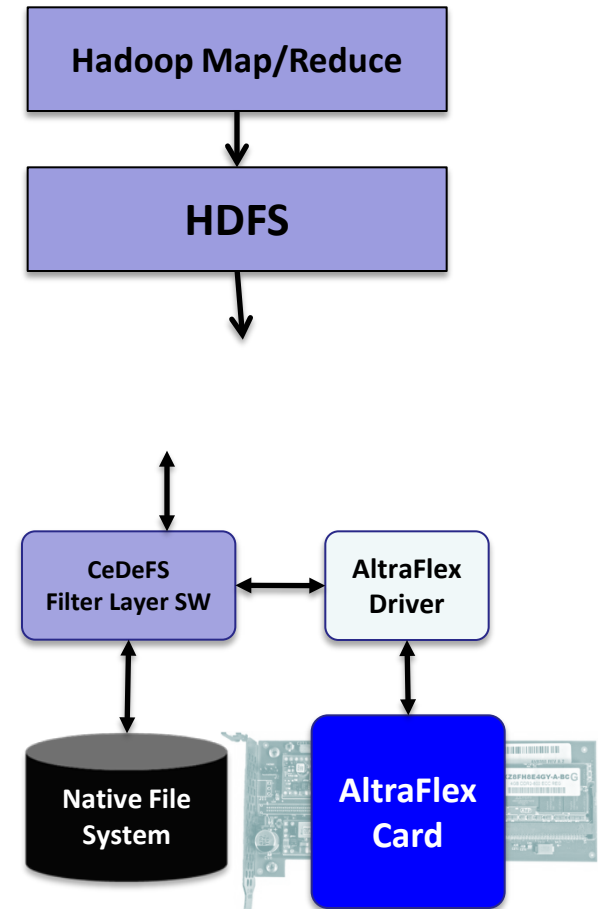 Hadoop Map/Reduce
HDFS
CeDeFS
Filter Layer SW
AltraFlex
Driver
Native File
System
AltraFlex
Card